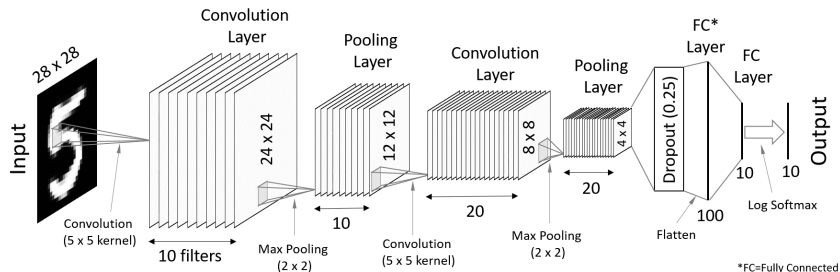 Input
28 x 28
Convolution
(5 x 5 kernel)
Convolution
Layer
24 x 24
10 filters
Max Pooling
(2 x 2)
Pooling
Layer
12 x 12
10
Convolution
(5 x 5 kernel)
Convolution
Layer
8 x 8
20
Max Pooling
(2 x 2)
Pooling
Layer
4 x 4
20
Dropout (0.25)
Flatten
FC*
Layer
100
FC
Layer
10
Log Softmax
10
Output
*FC=Fully Connected